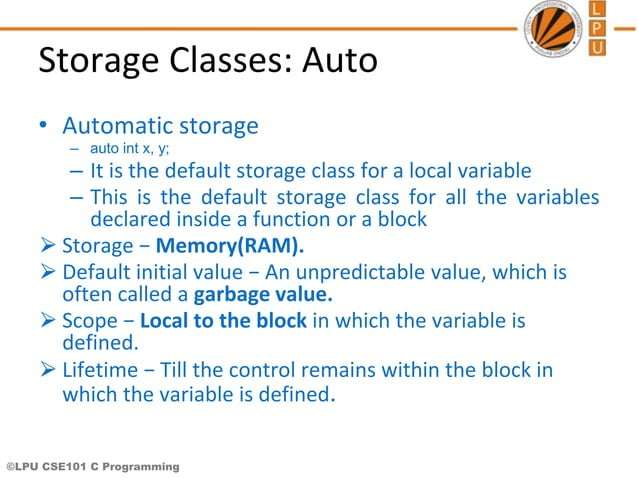 L
P
U
Storage Classes: Auto
• Automatic storage
– auto int x, y;
– It is the default storage class for a local variable
– This is the default storage class for all the variables
declared inside a function or a block
➢ Storage − Memory(RAM).
➢ Default initial value − An unpredictable value, which is
often called a garbage value.
➢ Scope − Local to the block in which the variable is
defined.
➢ Lifetime − Till the control remains within the block in
which the variable is defined.
©LPU CSE101 C Programming